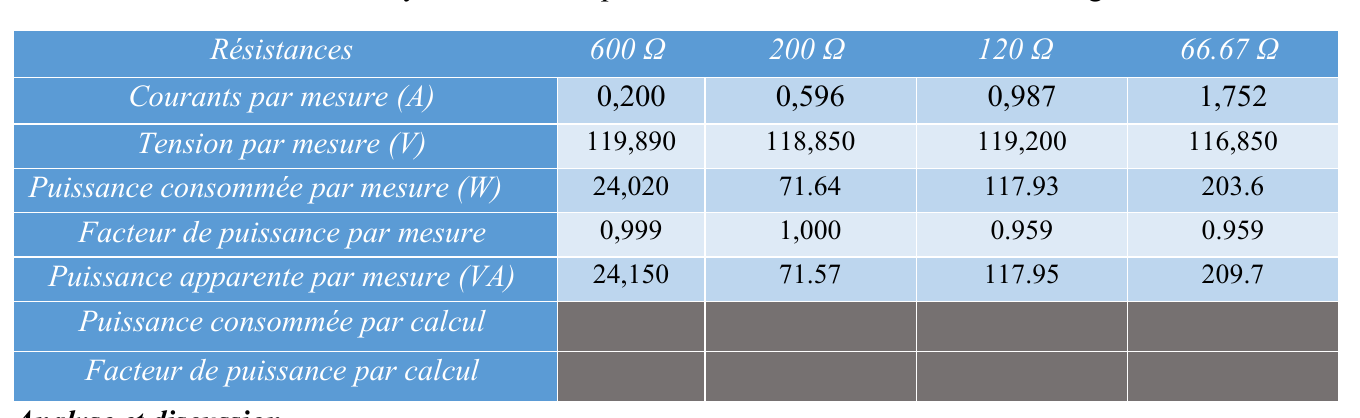 Résistances 600 Ω 200 Ω 120 Ω 66.67 Ω
Courants par mesure (A) 0,200 0,596 0,987 1,752
Tension par mesure (V) 119,890 118,850 119,200 116,850
Puissance consommée par mesure (W) 24,020 71.64 117.93 203.6
Facteur de puissance par mesure 0,999 1,000 0.959 0.959
Puissance apparente par mesure (VA) 24,150 71.57 117.95 209.7
Puissance consommée par calcul
Facteur de puissance par calcul
Analyse et discussion